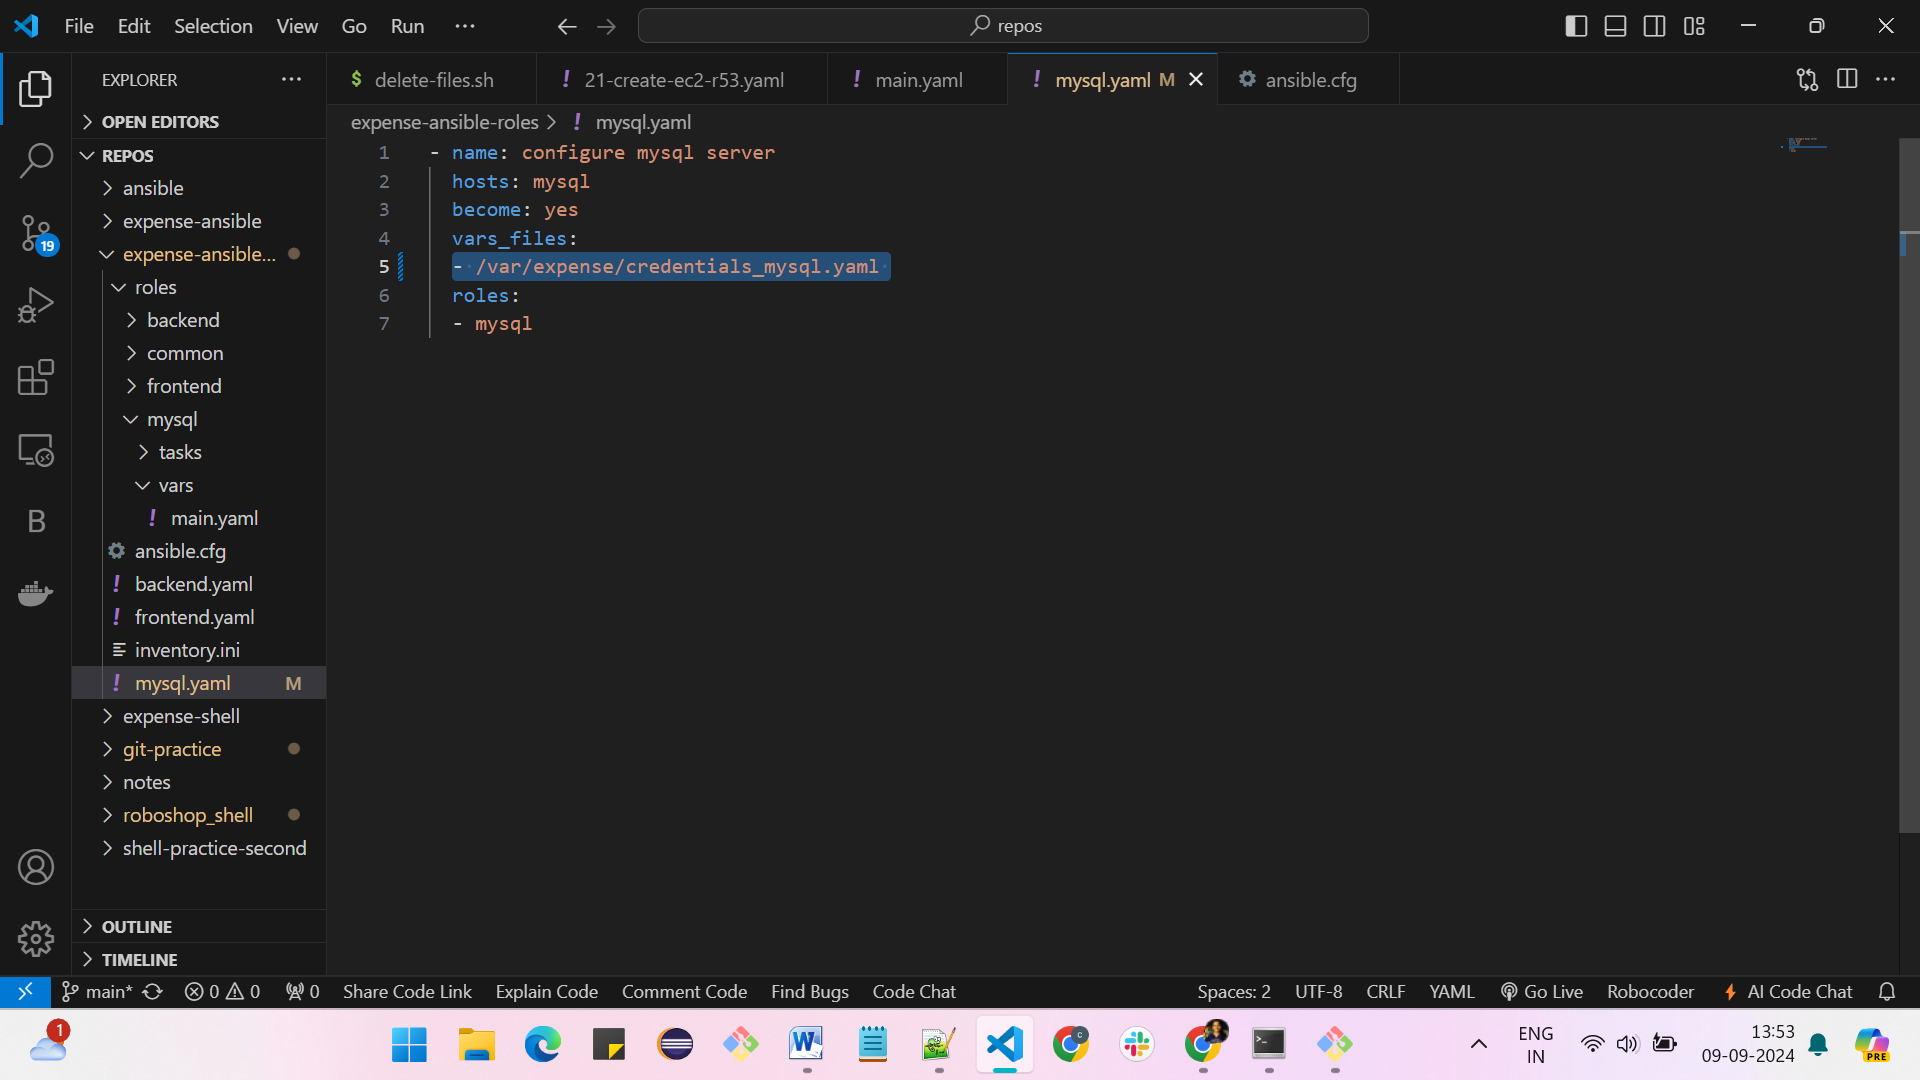 File Edit Selection View Go Run ···
repos
EXPLORER
OPEN EDITORS
REPOS
ansible
expense-ansible
expense-ansible...
roles
backend
common
frontend
mysql
tasks
vars
! main.yaml
ansible.cfg
! backend.yaml
! frontend.yaml
inventory.ini
! mysql.yaml M
expense-shell
git-practice
notes
roboshop_shell
shell-practice-second
OUTLINE
TIMELINE
19
B
$ delete-files.sh
! 21-create-ec2-r53.yaml
! main.yaml
! mysql.yaml M
ansible.cfg
expense-ansible-roles > ! mysql.yaml
1 - name: configure mysql server
2 hosts: mysql
3 become: yes
4 vars_files:
5 - /var/expense/credentials_mysql.yaml
6 roles:
7 - mysql
main* 0 0 0 Share Code Link Explain Code Comment Code Find Bugs Code Chat
Spaces: 2 UTF-8 CRLF YAML Go Live Robocoder AI Code Chat
1
W
C
PRE
ENG
IN
13:53
09-09-2024